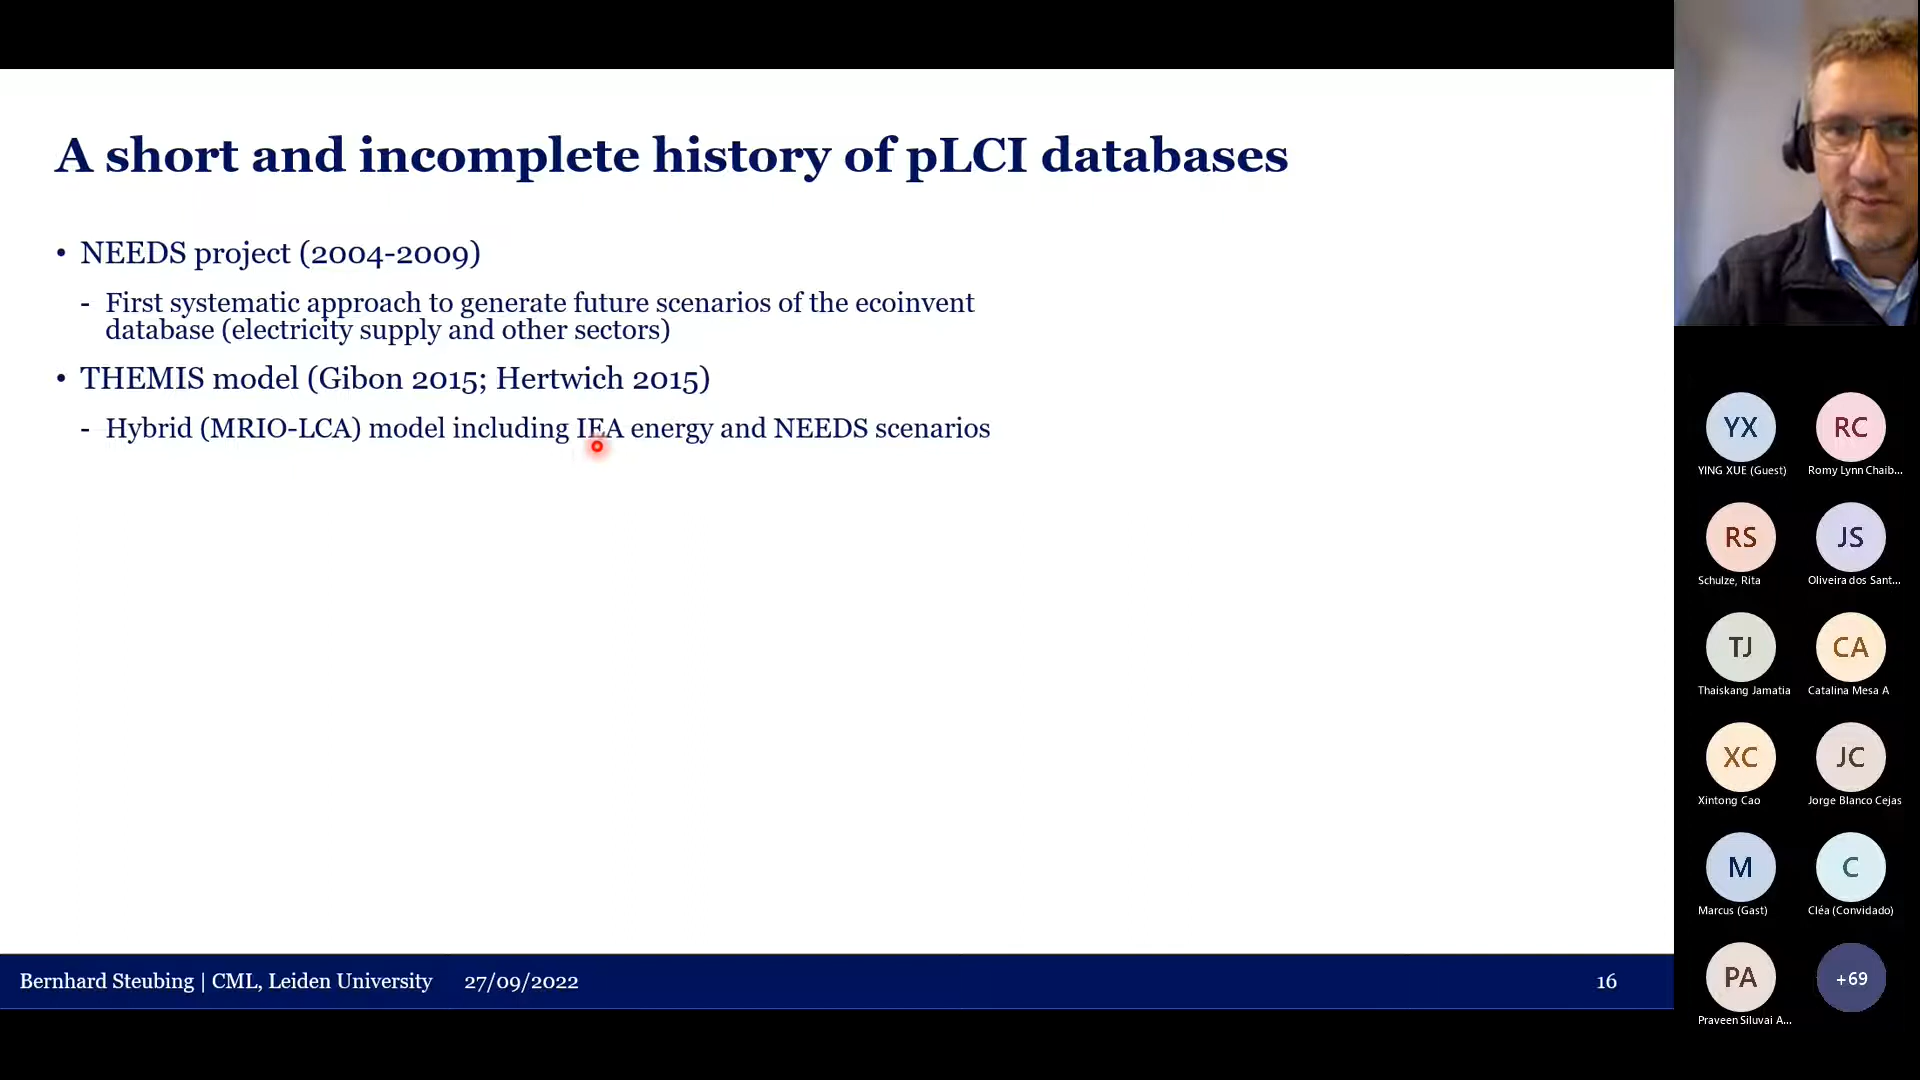 A short and incomplete history of pLCI databases
• NEEDS project (2004-2009)
- First systematic approach to generate future scenarios of the ecoinvent
database (electricity supply and other sectors)
• THEMIS model (Gibon 2015; Hertwich 2015)
- Hybrid (MRIO-LCA) model including IEA energy and NEEDS scenarios
Bernhard Steubing | CML, Leiden University 27/09/2022 16
YX RC
YING XUE (Guest) Romy Lynn Chaib...
RS JS
Schulze, Rita Oliveira dos Sant...
TJ CA
Thaiskang Jamatia Catalina Mesa A
XC JC
Xintong Cao Jorge Blanco Cejas
M C
Marcus (Gast) Cléa (Convidado)
PA +69
Praveen Siluvai A...